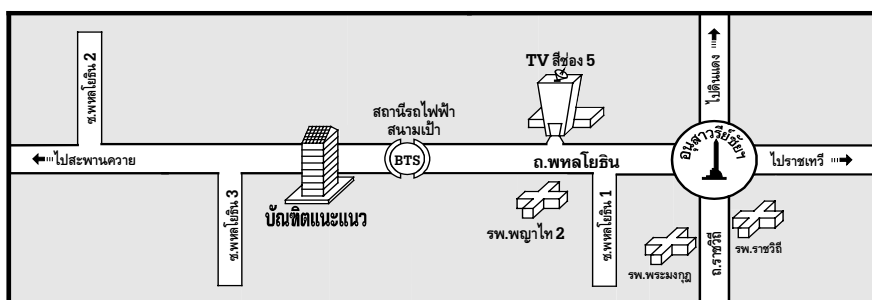 ซ.พหลโยธิน 2
TV สีช่อง 5
ไปดินแดง
สถานีรถไฟฟ้า
สนามเป้า
อนุสาวรีย์ชัยฯ
ไปสะพานควาย
BTS
ถ.พหลโยธิน
ไปราชเทวี
ซ.พหลโยธิน 3
บัณฑิตแนะแนว
ซ.พหลโยธิน 1
รพ.พญาไท 2
รพ.พระมงกุฎ
ถ.ราชวิถี
รพ.ราชวิถี